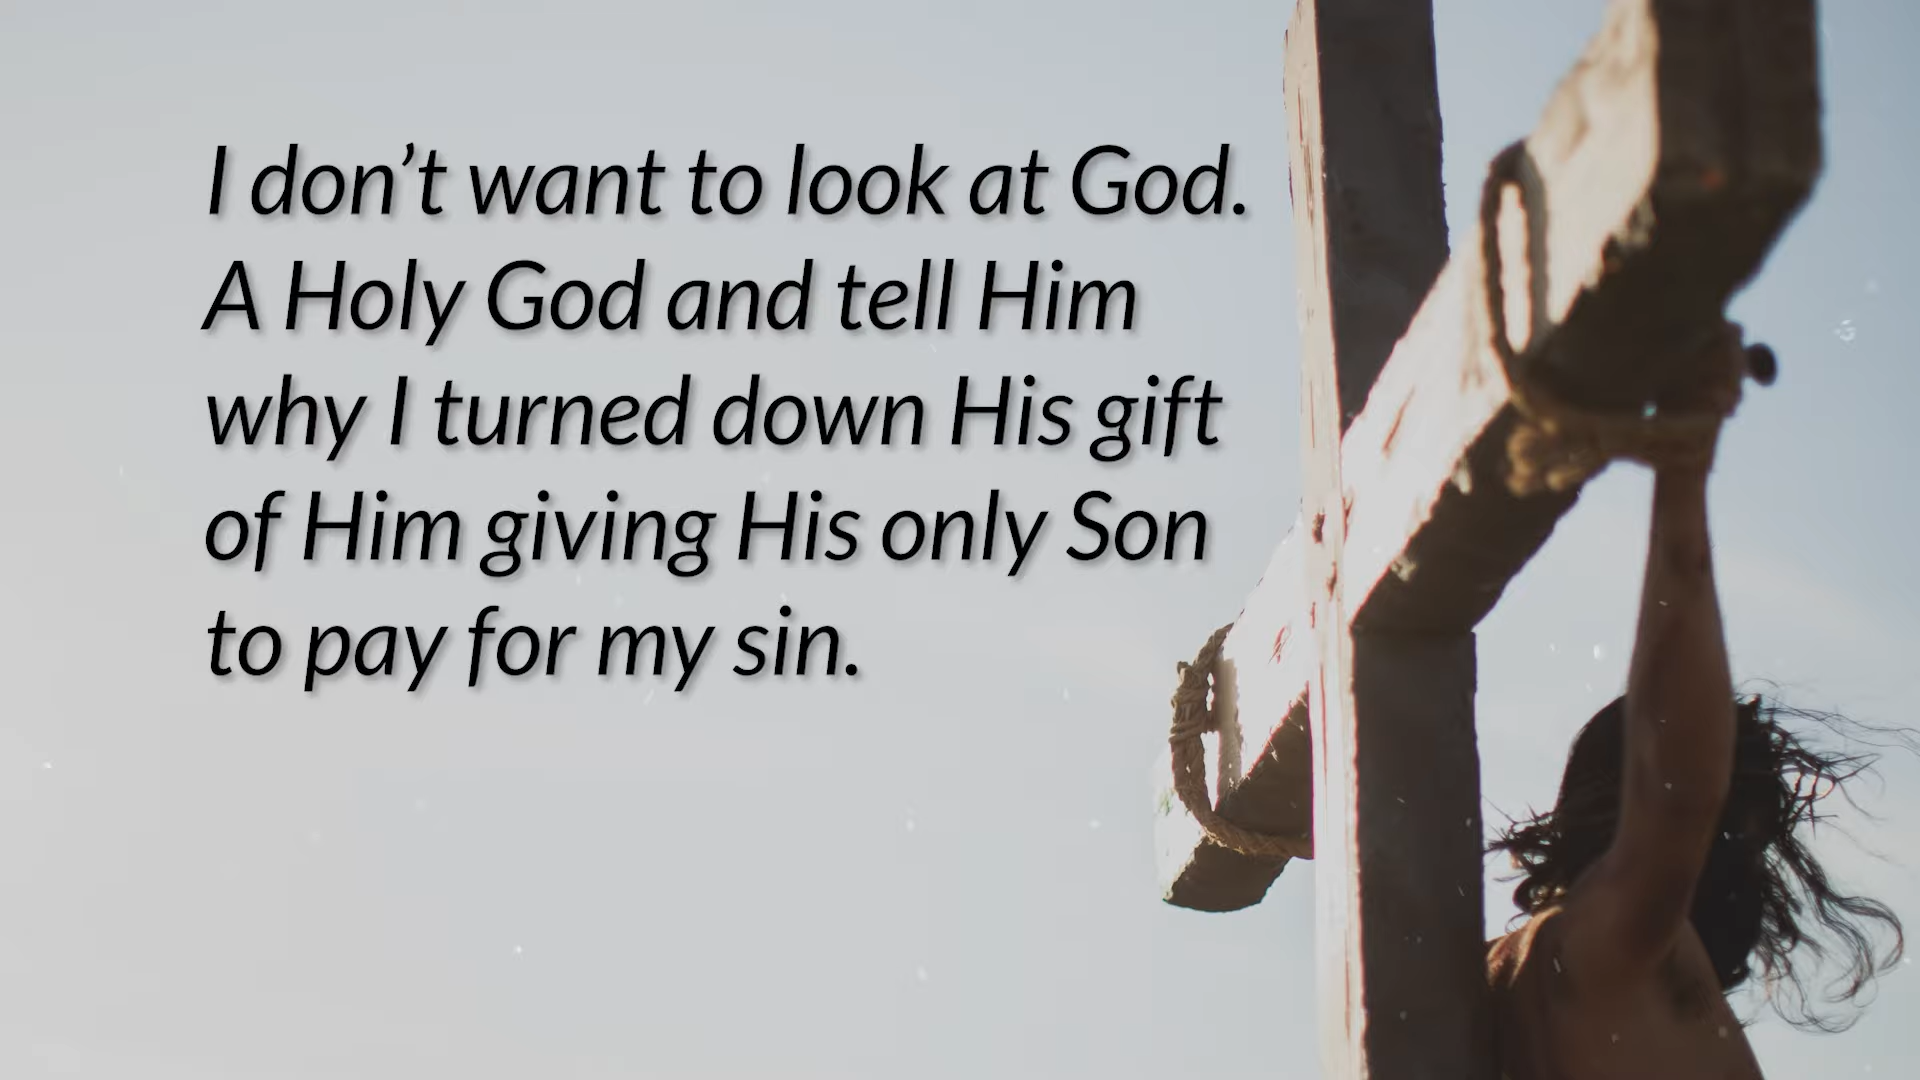 I don’t want to look at God.
A Holy God and tell Him
why I turned down His gift
of Him giving His only Son
to pay for my sin.